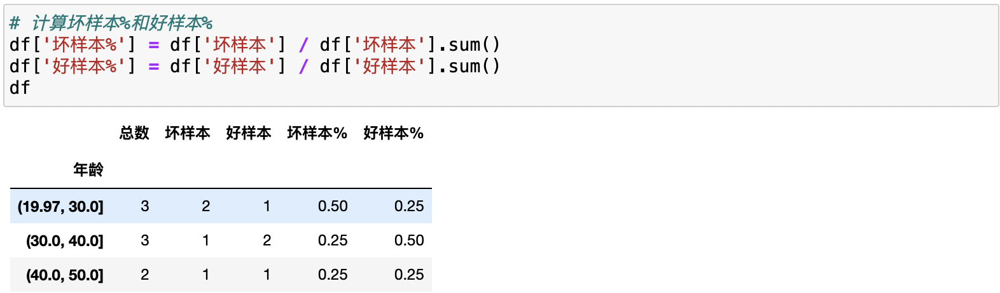 # 计算坏样本%和好样本%
df['坏样本%'] = df['坏样本'] / df['坏样本'].sum()
df['好样本%'] = df['好样本'] / df['好样本'].sum()
df
总数 坏样本 好样本 坏样本% 好样本%
年龄
(19.97, 30.0] 3 2 1 0.50 0.25
(30.0, 40.0] 3 1 2 0.25 0.50
(40.0, 50.0] 2 1 1 0.25 0.25